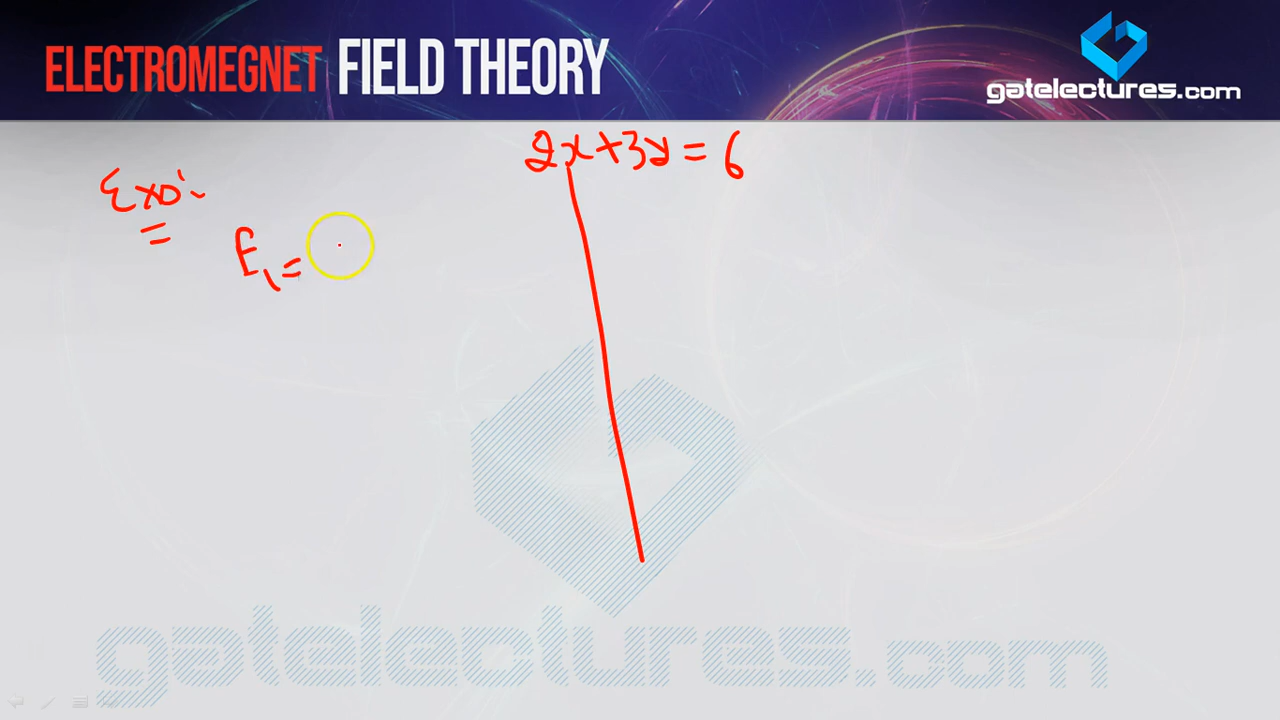 ELECTROMEGNET FIELD THEORY
gatelectures.com
2x+3y=6
Exo:-
E1=
gatelectures.com